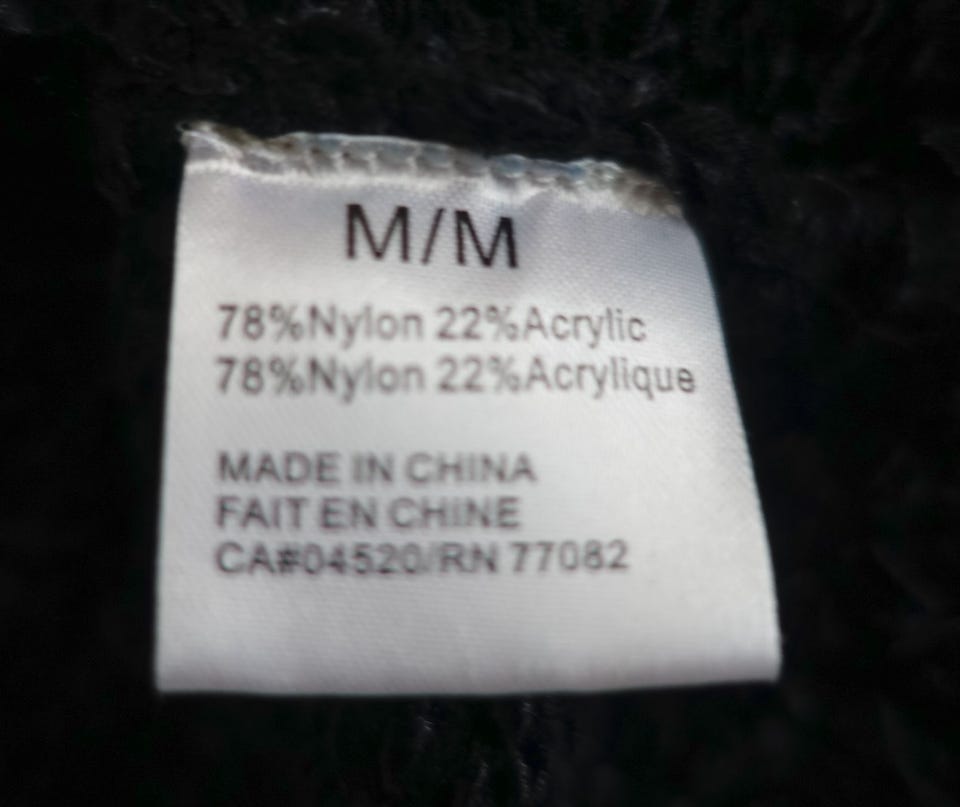 M/M
78%Nylon 22%Acrylic
78%Nylon 22%Acrylique
MADE IN CHINA
FAIT EN CHINE
CA#04520/RN 77082